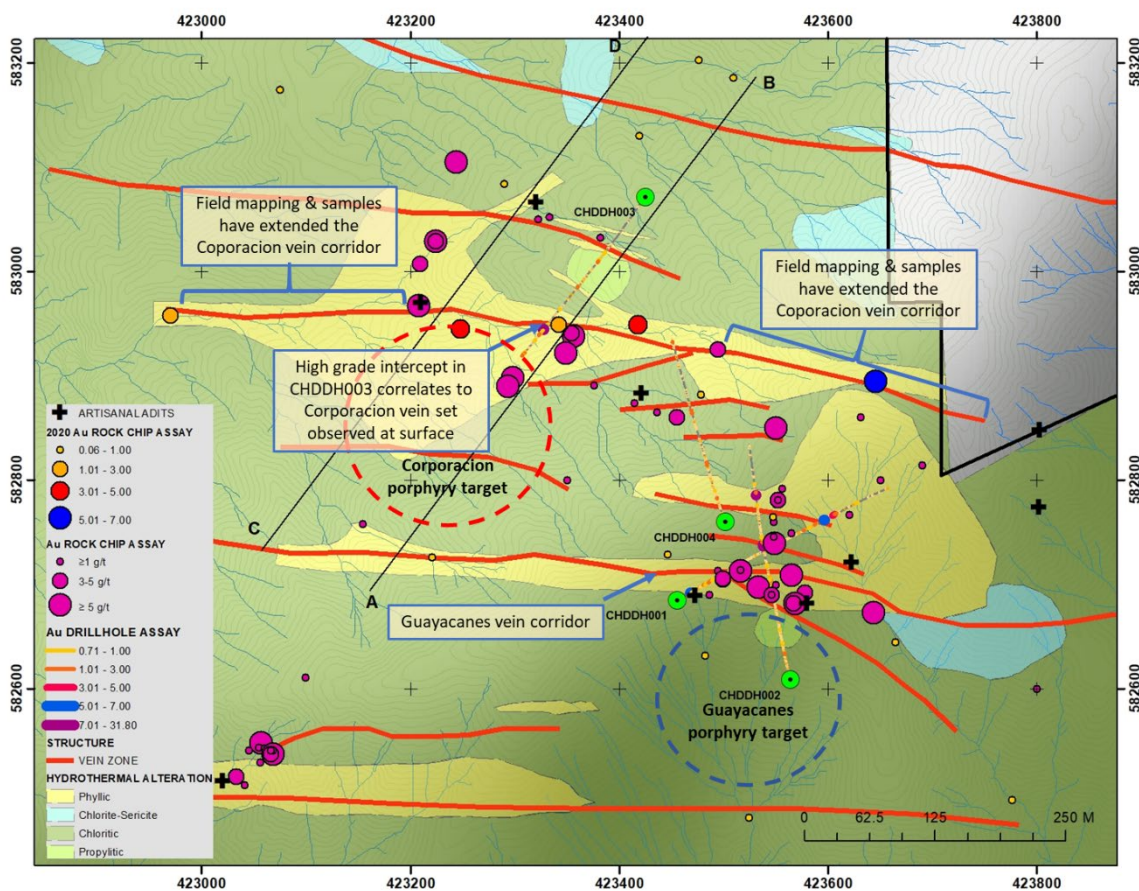 423000
423200
423400
423600
423800
583200
583000
582800
582600
583200
583000
582800
582600
D
B
Field mapping & samples
have extended the
Coporacion vein corridor
CHDDH003
Field mapping & samples
have extended the
Coporacion vein corridor
High grade intercept in
CHDDH003 correlates to
Corporacion vein set
observed at surface
Corporacion
porphyry target
C
A
CHDDH004
CHDDH001
Guayacanes vein corridor
CHDDH002
Guayacanes
porphyry target
ARTISANAL ADITS
2020 Au ROCK CHIP ASSAY
0.06 - 1.00
1.01 - 3.00
3.01 - 5.00
5.01 - 7.00
Au ROCK CHIP ASSAY
≥1 g/t
3-5 g/t
≥ 5 g/t
Au DRILLHOLE ASSAY
0.71 - 1.00
1.01 - 3.00
3.01 - 5.00
5.01 - 7.00
7.01 - 31.80
STRUCTURE
VEIN ZONE
HYDROTHERMAL ALTERATION
Phyllic
Chlorite-Sericite
Chloritic
Propylitic
0 62.5 125 250 M
423000
423200
423400
423600
423800